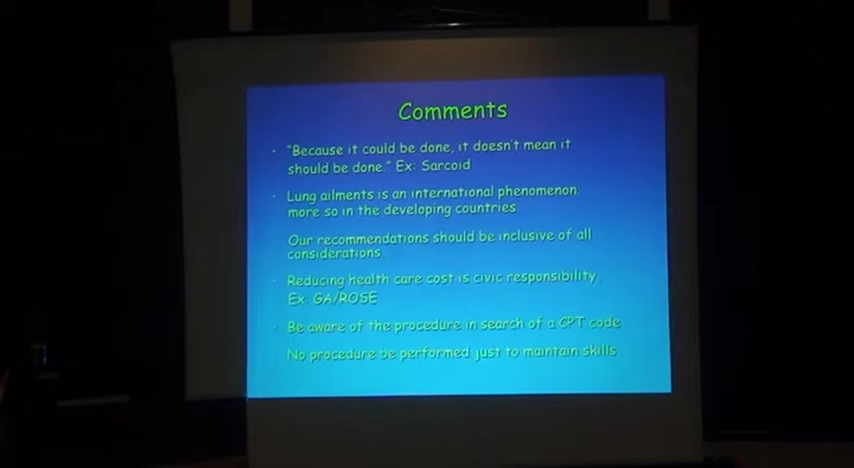 Comments
• "Because it could be done, it doesn't mean it
should be done." Ex: Sarcoid
• Lung ailments is an international phenomenon;
more so in the developing countries.
Our recommendations should be inclusive of all
considerations.
• Reducing health care cost is civic responsibility.
Ex: GA/ROSE
• Be aware of the procedure in search of a CPT code
No procedure be performed just to maintain skills